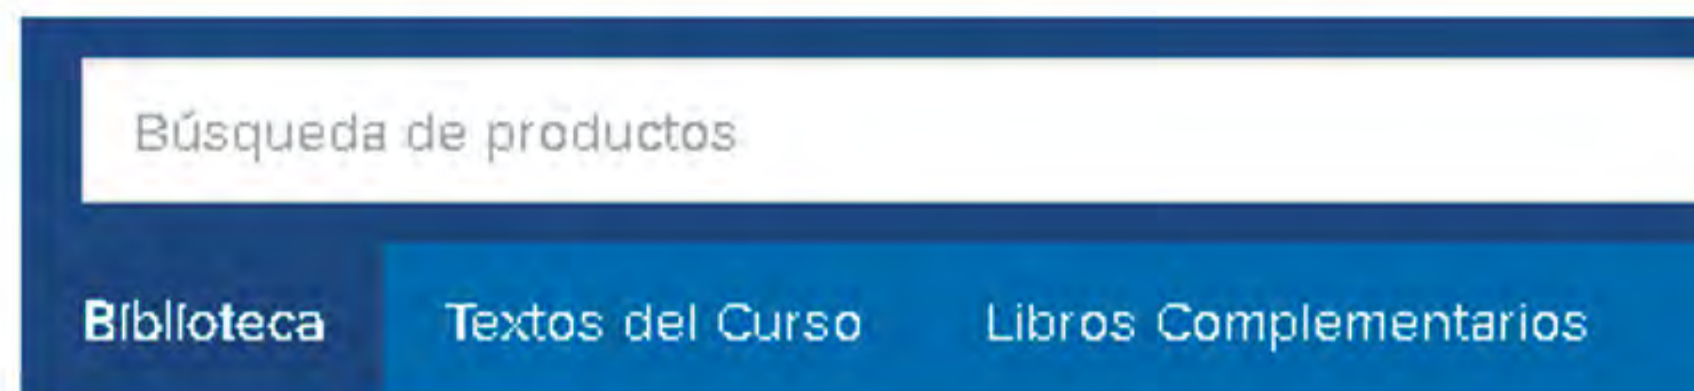 Búsqueda de productos
Biblioteca Textos del Curso Libros Complementarios